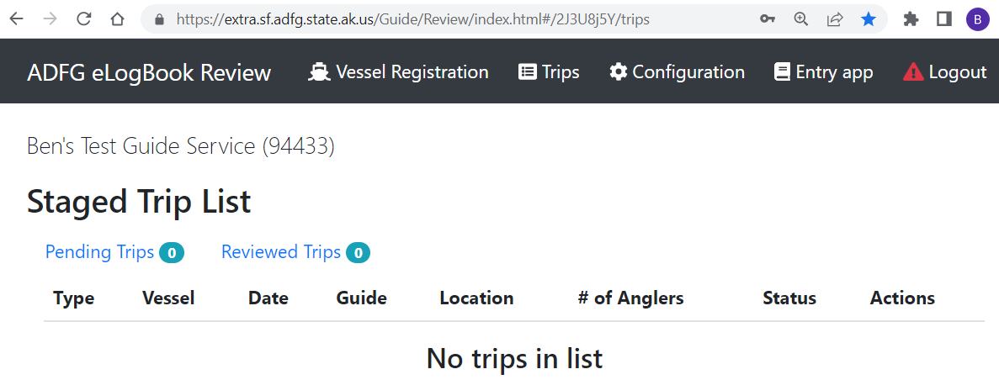 https://extra.sf.adfg.state.ak.us/Guide/Review/index.html#/2J3U8j5Y/trips B
ADFG eLogBook Review Vessel Registration Trips Configuration Entry app Logout
Ben's Test Guide Service (94433)
Staged Trip List
Pending Trips 0 Reviewed Trips 0
Type Vessel Date Guide Location # of Anglers Status Actions
No trips in list